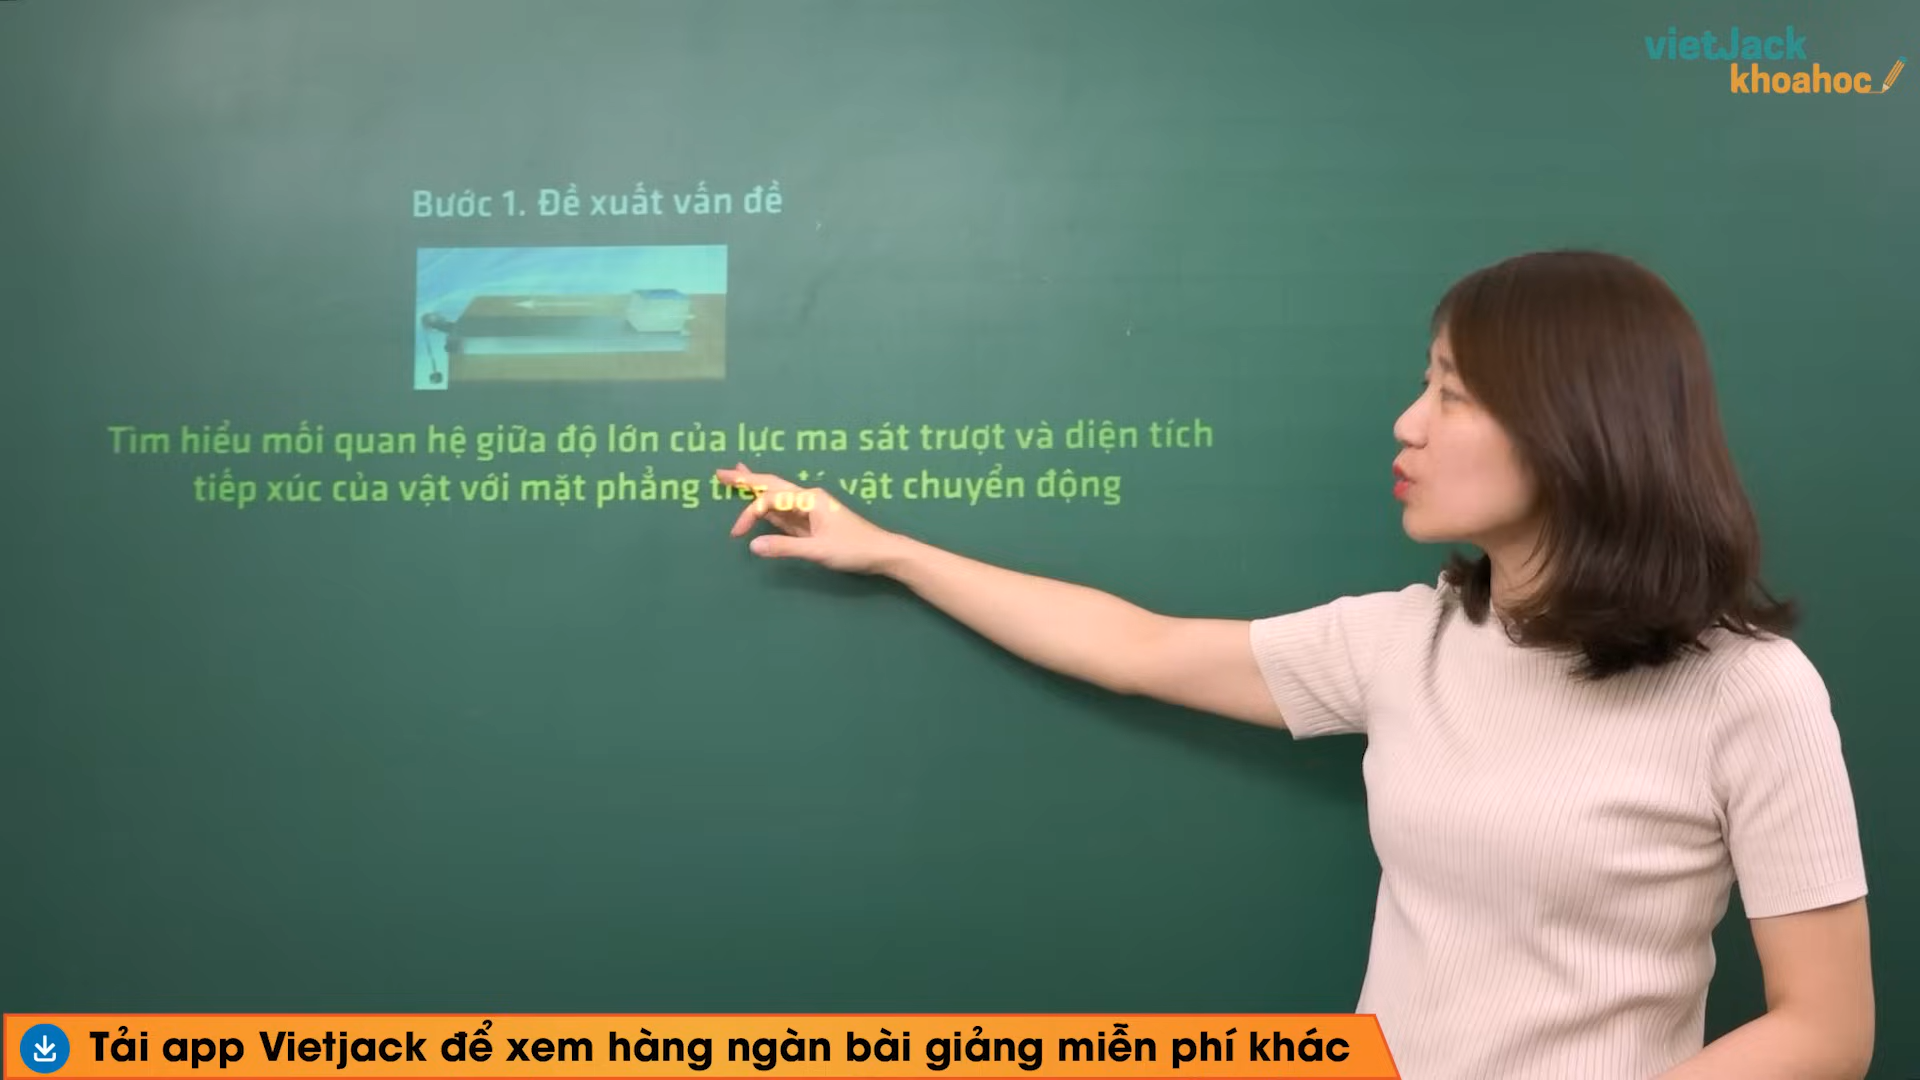 vietJack
khoahoc
Bước 1. Đề xuất vấn đề
Tìm hiểu mối quan hệ giữa độ lớn của lực ma sát trượt và diện tích
tiếp xúc của vật với mặt phẳng vật chuyển động
Tải app Vietjack để xem hàng ngàn bài giảng miễn phí khác